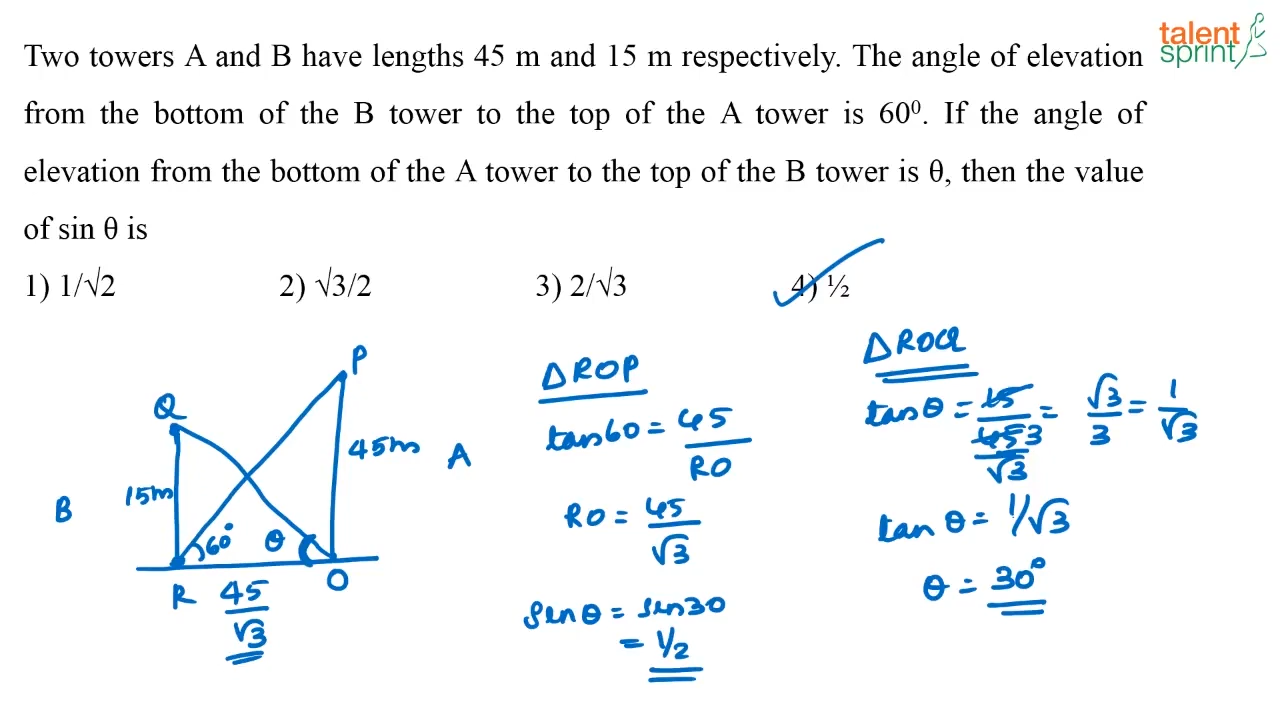 talent
sprint
Two towers A and B have lengths 45 m and 15 m respectively. The angle of elevation
from the bottom of the B tower to the top of the A tower is 60⁰. If the angle of
elevation from the bottom of the A tower to the top of the B tower is θ, then the value
of sin θ is
1) 1/√2 2) √3/2 3) 2/√3 4) ½
P
Q
45m A
15m
B
60° θ
R O
45/√3
△ROP
tan60 = 45/RO
RO = 45/√3
sinθ = sin30
= 1/2
△ROQ
tanθ = 15/(45/√3) 3 = √3/3 = 1/√3
tan θ = 1/√3
θ = 30°